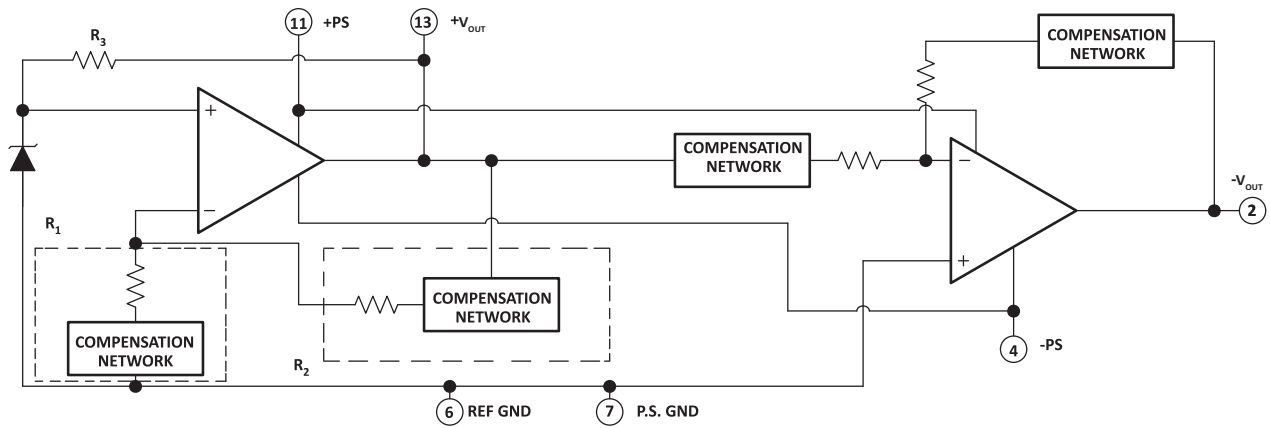 11 +PS
13 +VOUT
R3
COMPENSATION
NETWORK
+
−
COMPENSATION
NETWORK
−
+
-VOUT
2
R1
COMPENSATION
NETWORK
COMPENSATION
NETWORK
R2
4 -PS
6 REF GND
7 P.S. GND